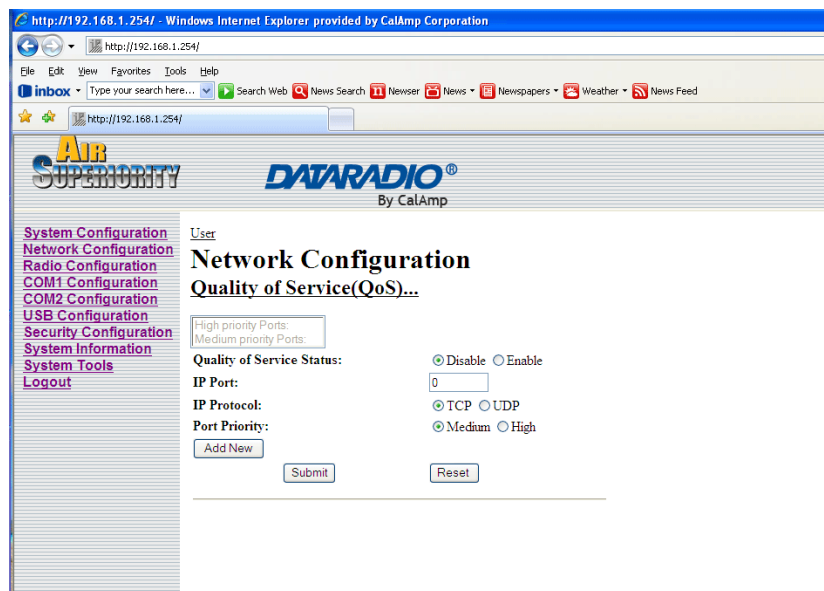 http://192.168.1.254/ - Windows Internet Explorer provided by CalAmp Corporation
http://192.168.1.254/
File Edit View Favorites Tools Help
inbox Type your search here... Search Web News Search Newser News Newspapers Weather News Feed
http://192.168.1.254/
AIR
SUPERIORITY
DATARADIO®
By CalAmp
System Configuration
Network Configuration
Radio Configuration
COM1 Configuration
COM2 Configuration
USB Configuration
Security Configuration
System Information
System Tools
Logout
User
Network Configuration
Quality of Service(QoS)...
High priority Ports:
Medium priority Ports:
Quality of Service Status: Disable Enable
IP Port: 0
IP Protocol: TCP UDP
Port Priority: Medium High
Add New
Submit Reset